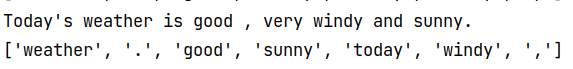 Today's weather is good , very windy and sunny.
['weather', '.', 'good', 'sunny', 'today', 'windy', ',']